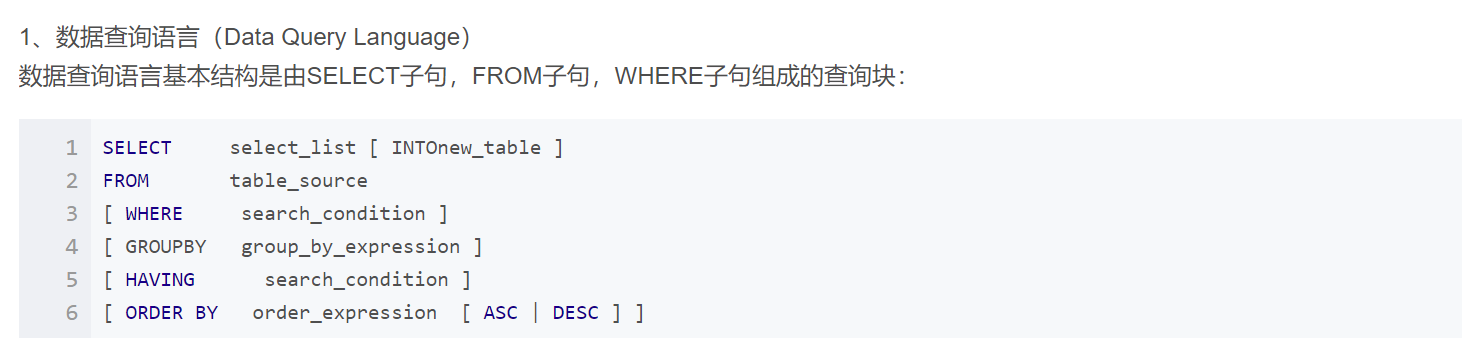 1、数据查询语言（Data Query Language）
数据查询语言基本结构是由SELECT子句，FROM子句，WHERE子句组成的查询块：
1 SELECT     select_list [ INTOnew_table ]
2 FROM       table_source
3 [ WHERE     search_condition ]
4 [ GROUPBY   group_by_expression ]
5 [ HAVING      search_condition ]
6 [ ORDER BY   order_expression  [ ASC | DESC ] ]